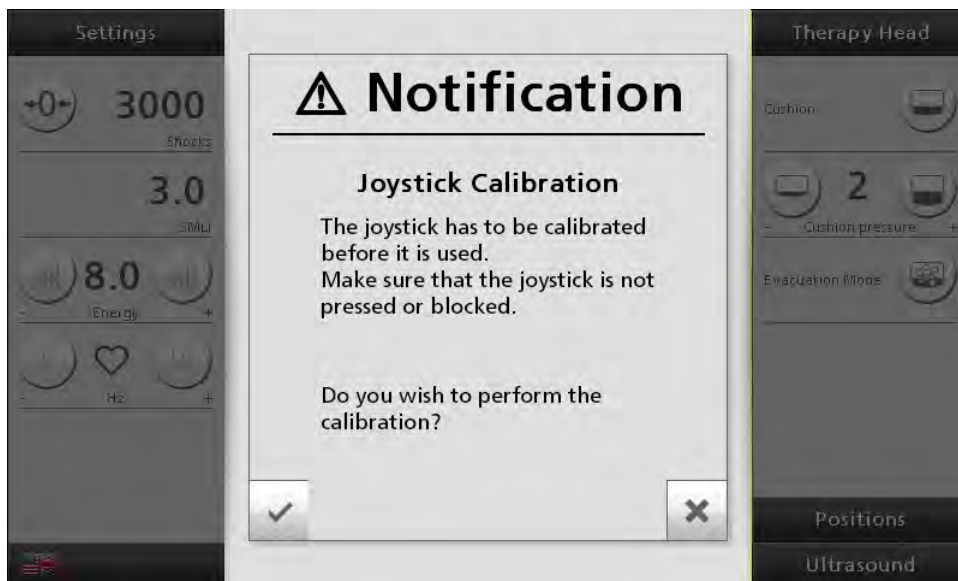 Settings
3000
Shocks
3.0
8.0
- Energy +
- Hz +
Notification
Joystick Calibration
The joystick has to be calibrated
before it is used.
Make sure that the joystick is not
pressed or blocked.
Do you wish to perform the
calibration?
Therapy Head
Cushion
2
- Cushion pressure +
Evacuation Mode
Positions
Ultrasound